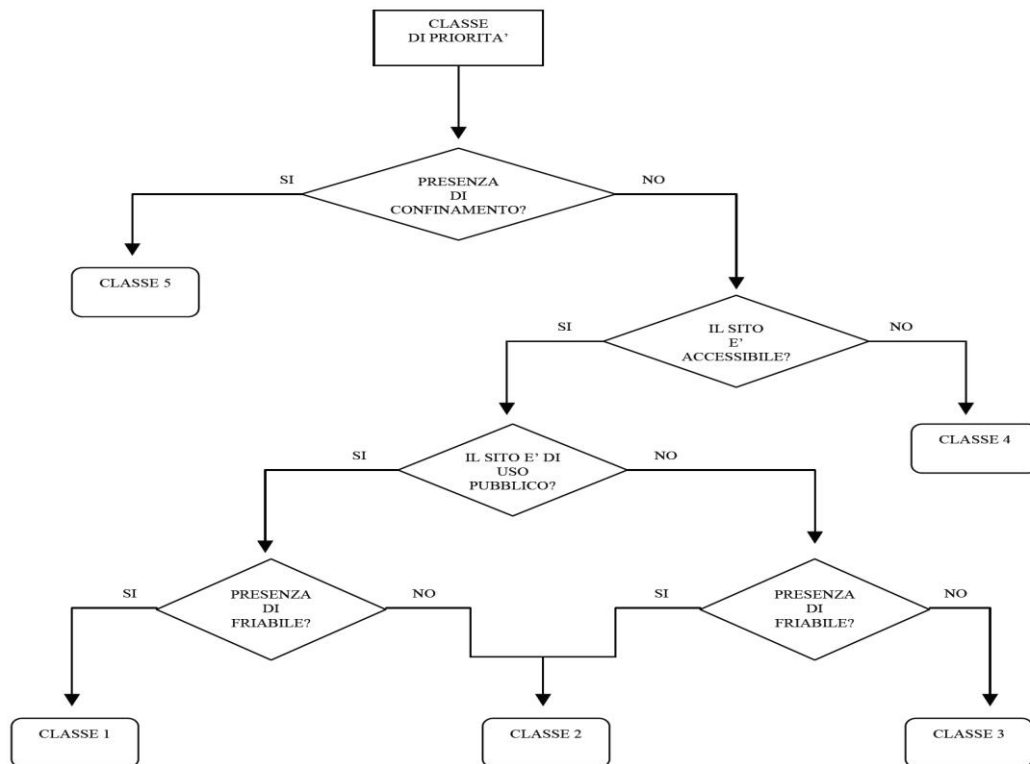 CLASSE
DI PRIORITA'
SI
NO
PRESENZA
DI
CONFINAMENTO?
CLASSE 5
SI
NO
IL SITO
E'
ACCESSIBILE?
CLASSE 4
SI
NO
IL SITO E' DI
USO
PUBBLICO?
SI
NO
SI
NO
PRESENZA
DI
FRIABILE?
PRESENZA
DI
FRIABILE?
CLASSE 1
CLASSE 2
CLASSE 3